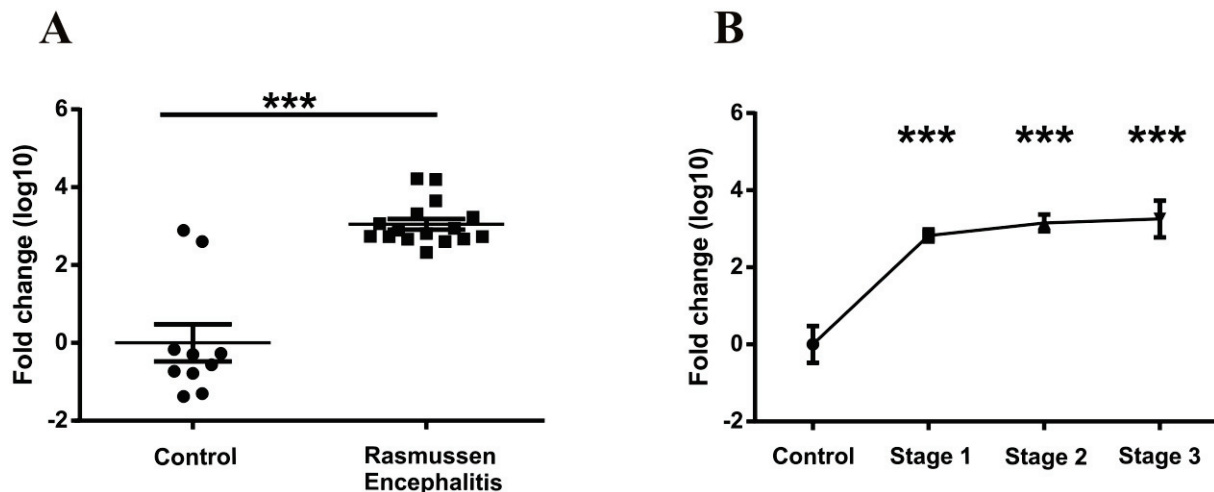 A
***
Fold change (log10)
6
4
2
0
-2
Control
Rasmussen
Encephalitis
B
*** *** ***
Fold change (log10)
6
4
2
0
-2
Control Stage 1 Stage 2 Stage 3